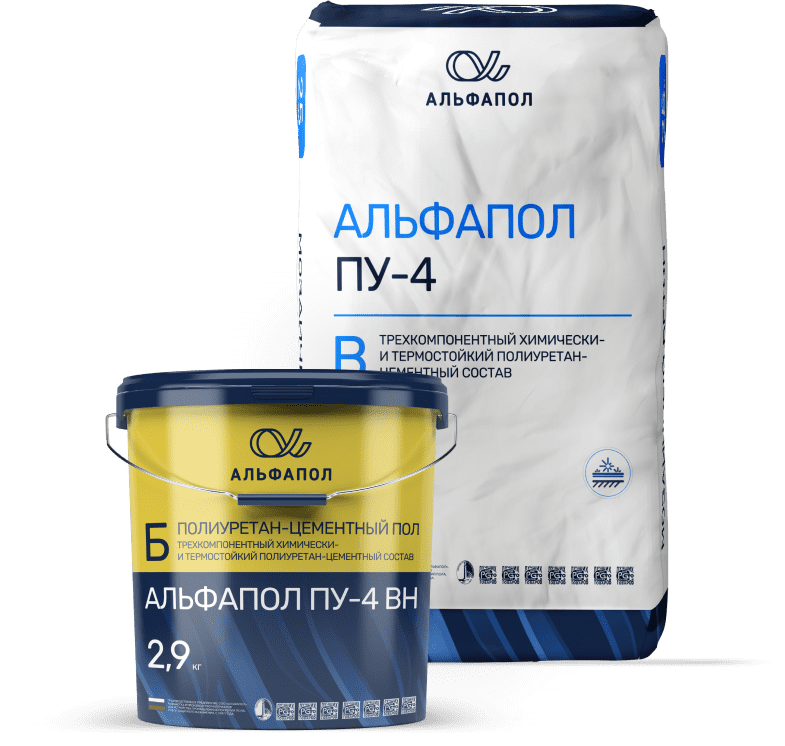 АЛЬФАПОЛ
25
АЛЬФАПОЛ
ПУ-4
В
ТРЕХКОМПОНЕНТНЫЙ ХИМИЧЕСКИ-
И ТЕРМОСТОЙКИЙ ПОЛИУРЕТАН-
ЦЕМЕНТНЫЙ СОСТАВ
АЛЬФАПОЛ
Б
ПОЛИУРЕТАН-ЦЕМЕНТНЫЙ ПОЛ
ТРЕХКОМПОНЕНТНЫЙ ХИМИЧЕСКИ-
И ТЕРМОСТОЙКИЙ ПОЛИУРЕТАН-ЦЕМЕНТНЫЙ СОСТАВ
АЛЬФАПОЛ ПУ-4 ВН
2,9 кг